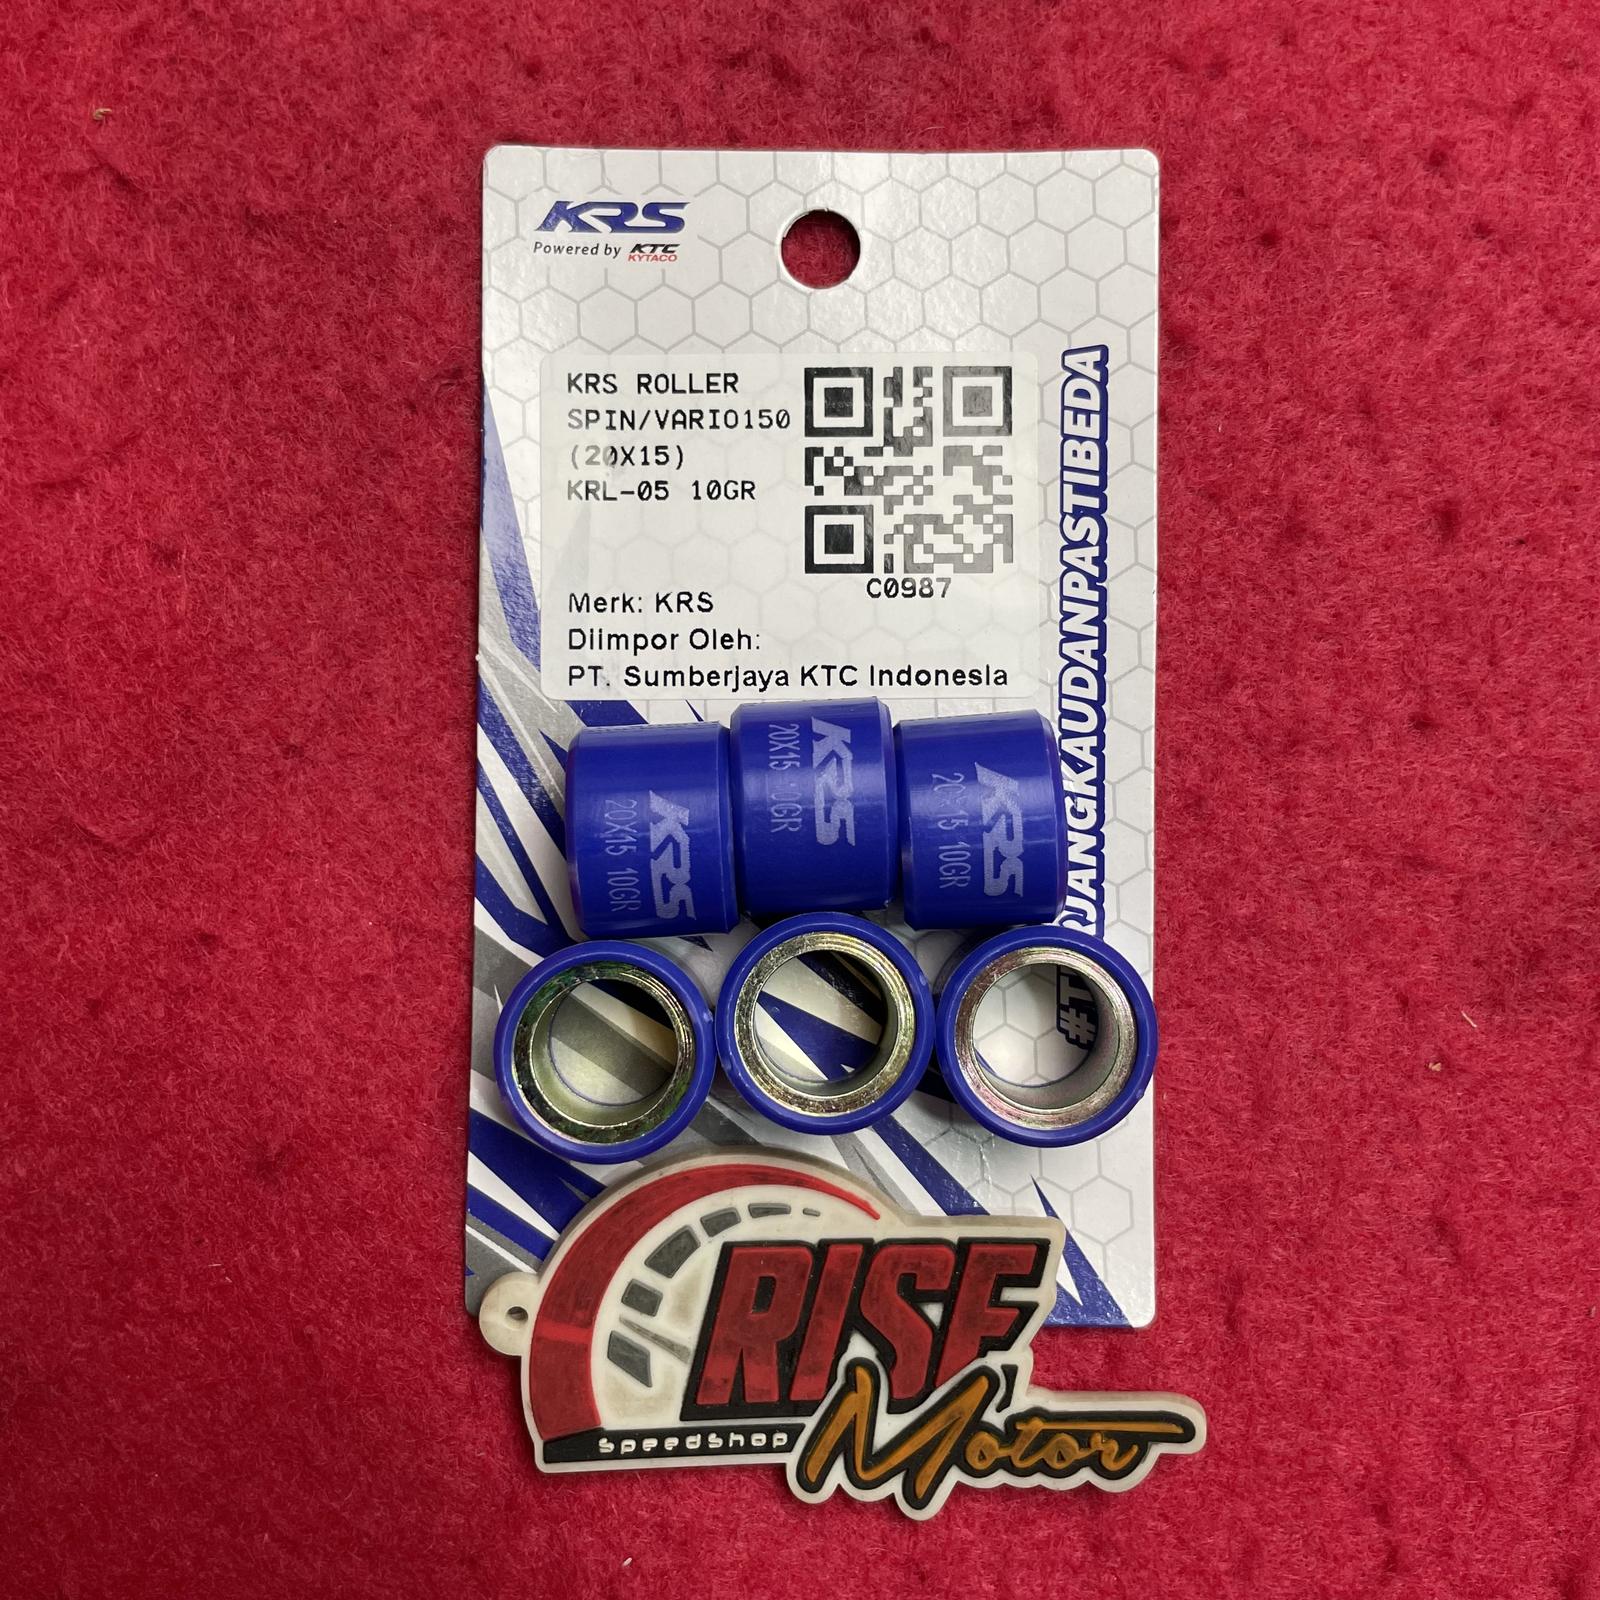 KRS
Powered by KTC
KYTACO
KRS ROLLER
SPIN/VARIO150
(20X15)
KRL-05 10GR
C0987
Merk: KRS
Diimpor Oleh:
PT. Sumberjaya KTC Indonesia
KRS
20X15 10GR
KRS
20X15 10GR
KRS
20X15 10GR
RISE
Motor
SpeedShop